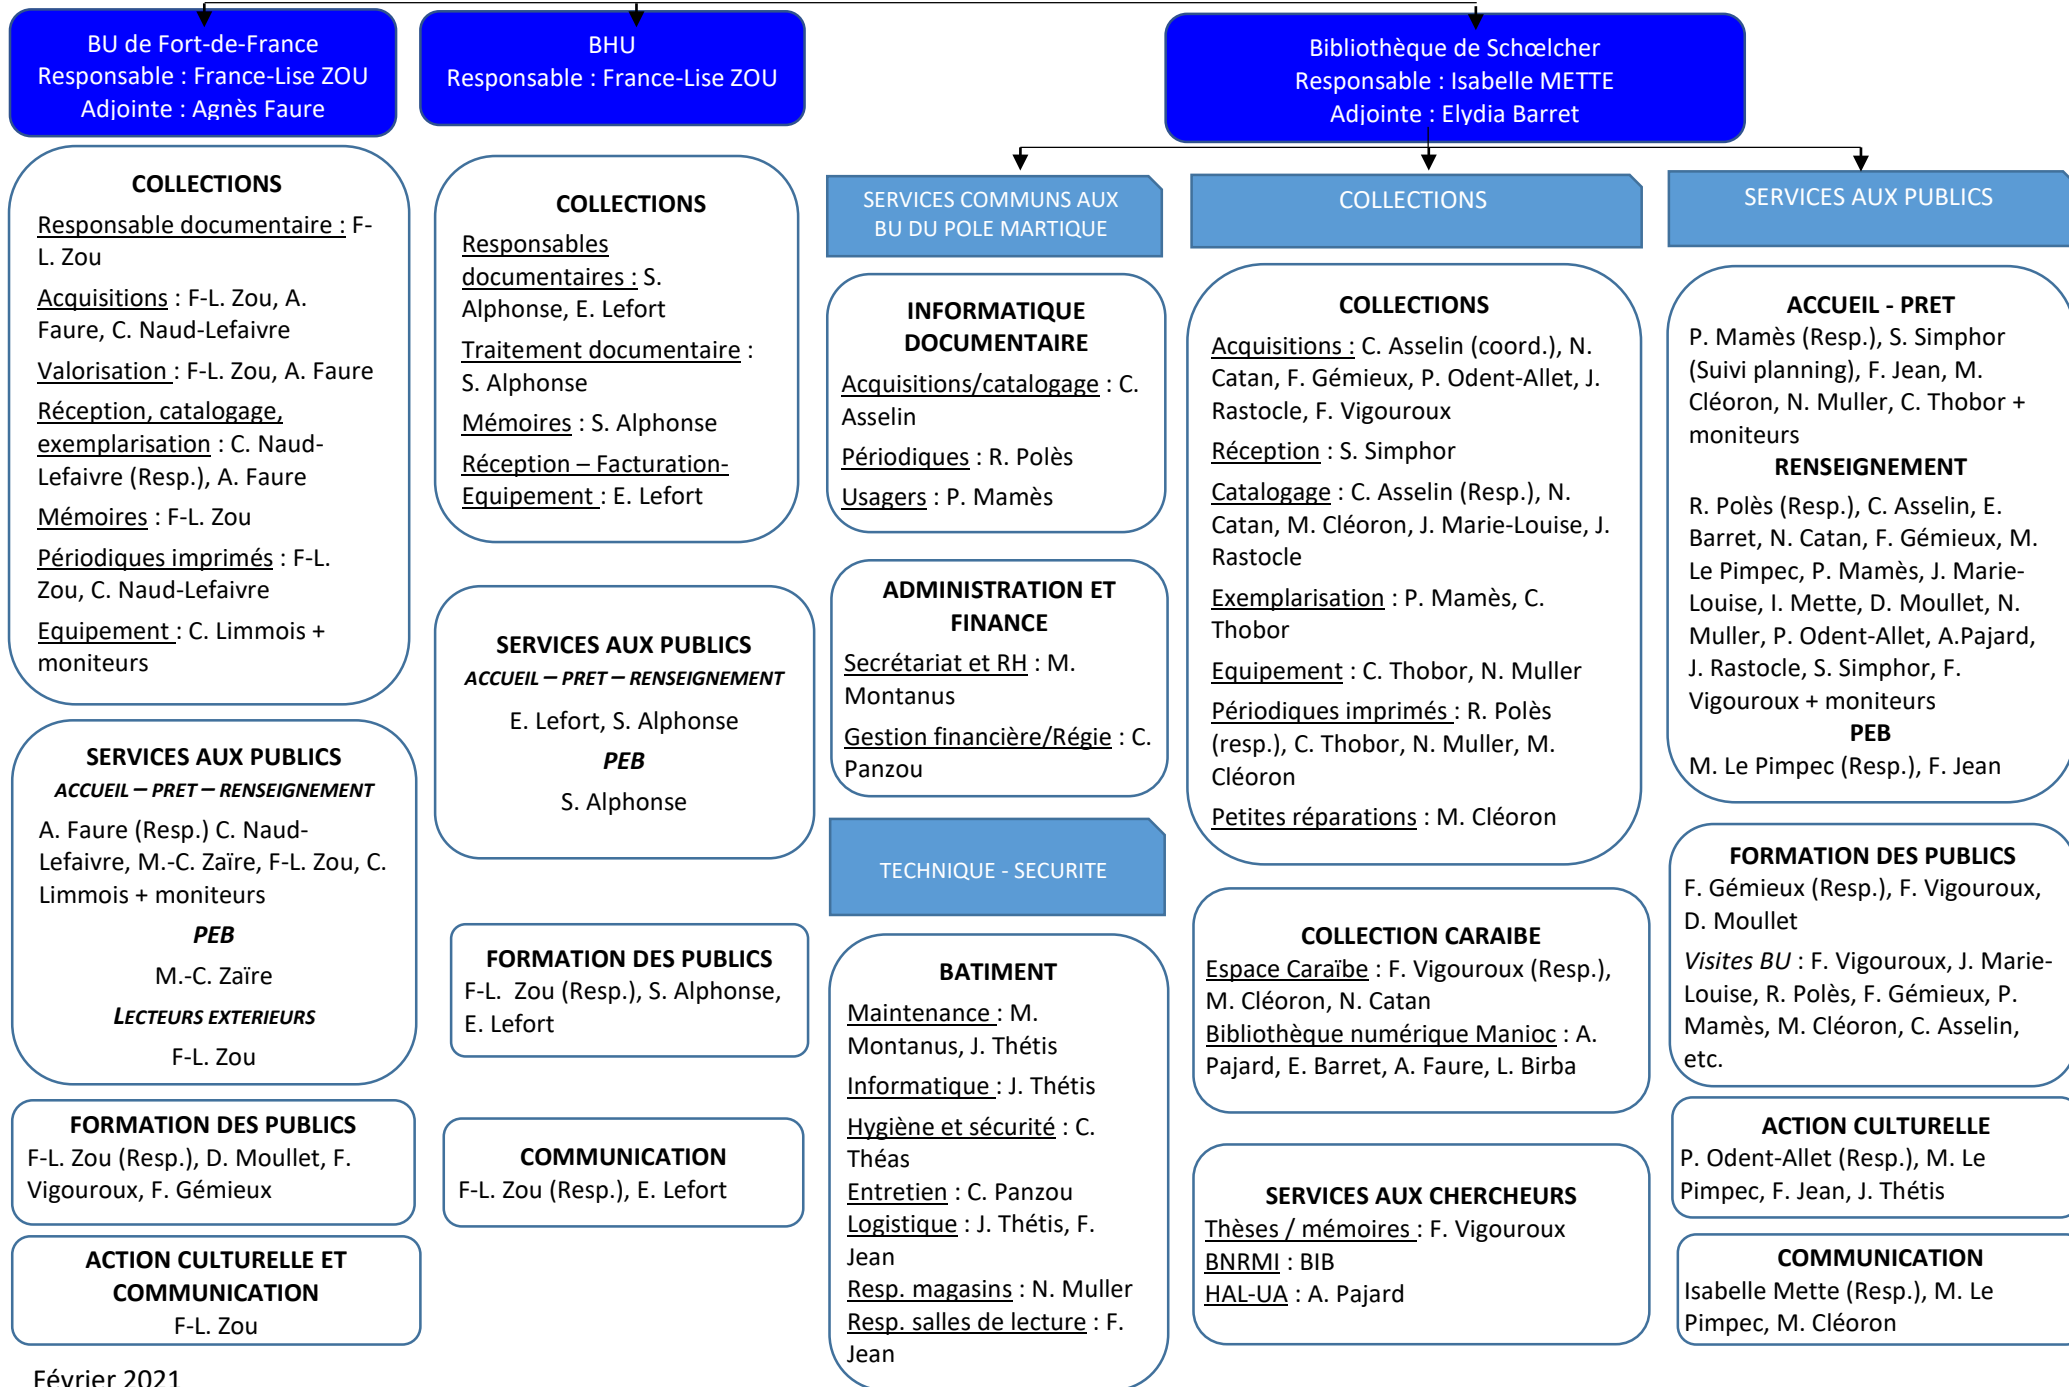 BU de Fort-de-France
Responsable : France-Lise ZOU
Adjointe : Agnès Faure
BHU
Responsable : France-Lise ZOU
Bibliothèque de Schœlcher
Responsable : Isabelle METTE
Adjointe : Elydia Barret
COLLECTIONS
Responsable documentaire : F-
L. Zou
Acquisitions : F-L. Zou, A.
Faure, C. Naud-Lefaivre
Valorisation : F-L. Zou, A. Faure
Réception, catalogage,
exemplarisation : C. Naud-
Lefaivre (Resp.), A. Faure
Mémoires : F-L. Zou
Périodiques imprimés : F-L.
Zou, C. Naud-Lefaivre
Equipement : C. Limmois +
moniteurs
SERVICES AUX PUBLICS
ACCUEIL – PRET – RENSEIGNEMENT
A. Faure (Resp.) C. Naud-
Lefaivre, M.-C. Zaïre, F-L. Zou, C.
Limmois + moniteurs
PEB
M.-C. Zaïre
LECTEURS EXTERIEURS
F-L. Zou
FORMATION DES PUBLICS
F-L. Zou (Resp.), D. Moullet, F.
Vigouroux, F. Gémieux
ACTION CULTURELLE ET
COMMUNICATION
F-L. Zou
Février 2021
COLLECTIONS
Responsables
documentaires : S.
Alphonse, E. Lefort
Traitement documentaire :
S. Alphonse
Mémoires : S. Alphonse
Réception – Facturation-
Equipement : E. Lefort
SERVICES AUX PUBLICS
ACCUEIL – PRET – RENSEIGNEMENT
E. Lefort, S. Alphonse
PEB
S. Alphonse
FORMATION DES PUBLICS
F-L.  Zou (Resp.), S. Alphonse,
E. Lefort
COMMUNICATION
F-L. Zou (Resp.), E. Lefort
SERVICES COMMUNS AUX
BU DU POLE MARTIQUE
INFORMATIQUE
DOCUMENTAIRE
Acquisitions/catalogage : C.
Asselin
Périodiques : R. Polès
Usagers : P. Mamès
ADMINISTRATION ET
FINANCE
Secrétariat et RH : M.
Montanus
Gestion financière/Régie : C.
Panzou
TECHNIQUE - SECURITE
BATIMENT
Maintenance : M.
Montanus, J. Thétis
Informatique : J. Thétis
Hygiène et sécurité : C.
Théas
Entretien : C. Panzou
Logistique : J. Thétis, F.
Jean
Resp. magasins : N. Muller
Resp. salles de lecture : F.
Jean
COLLECTIONS
COLLECTIONS
Acquisitions : C. Asselin (coord.), N.
Catan, F. Gémieux, P. Odent-Allet, J.
Rastocle, F. Vigouroux
Réception : S. Simphor
Catalogage : C. Asselin (Resp.), N.
Catan, M. Cléoron, J. Marie-Louise, J.
Rastocle
Exemplarisation : P. Mamès, C.
Thobor
Equipement : C. Thobor, N. Muller
Périodiques imprimés : R. Polès
(resp.), C. Thobor, N. Muller, M.
Cléoron
Petites réparations : M. Cléoron
COLLECTION CARAIBE
Espace Caraïbe : F. Vigouroux (Resp.),
M. Cléoron, N. Catan
Bibliothèque numérique Manioc : A.
Pajard, E. Barret, A. Faure, L. Birba
SERVICES AUX CHERCHEURS
Thèses / mémoires : F. Vigouroux
BNRMI : BIB
HAL-UA : A. Pajard
SERVICES AUX PUBLICS
ACCUEIL - PRET
P. Mamès (Resp.), S. Simphor
(Suivi planning), F. Jean, M.
Cléoron, N. Muller, C. Thobor +
moniteurs
RENSEIGNEMENT
R. Polès (Resp.), C. Asselin, E.
Barret, N. Catan, F. Gémieux, M.
Le Pimpec, P. Mamès, J. Marie-
Louise, I. Mette, D. Moullet, N.
Muller, P. Odent-Allet, A.Pajard,
J. Rastocle, S. Simphor, F.
Vigouroux + moniteurs
PEB
M. Le Pimpec (Resp.), F. Jean
FORMATION DES PUBLICS
F. Gémieux (Resp.), F. Vigouroux,
D. Moullet
Visites BU : F. Vigouroux, J. Marie-
Louise, R. Polès, F. Gémieux, P.
Mamès, M. Cléoron, C. Asselin,
etc.
ACTION CULTURELLE
P. Odent-Allet (Resp.), M. Le
Pimpec, F. Jean, J. Thétis
COMMUNICATION
Isabelle Mette (Resp.), M. Le
Pimpec, M. Cléoron